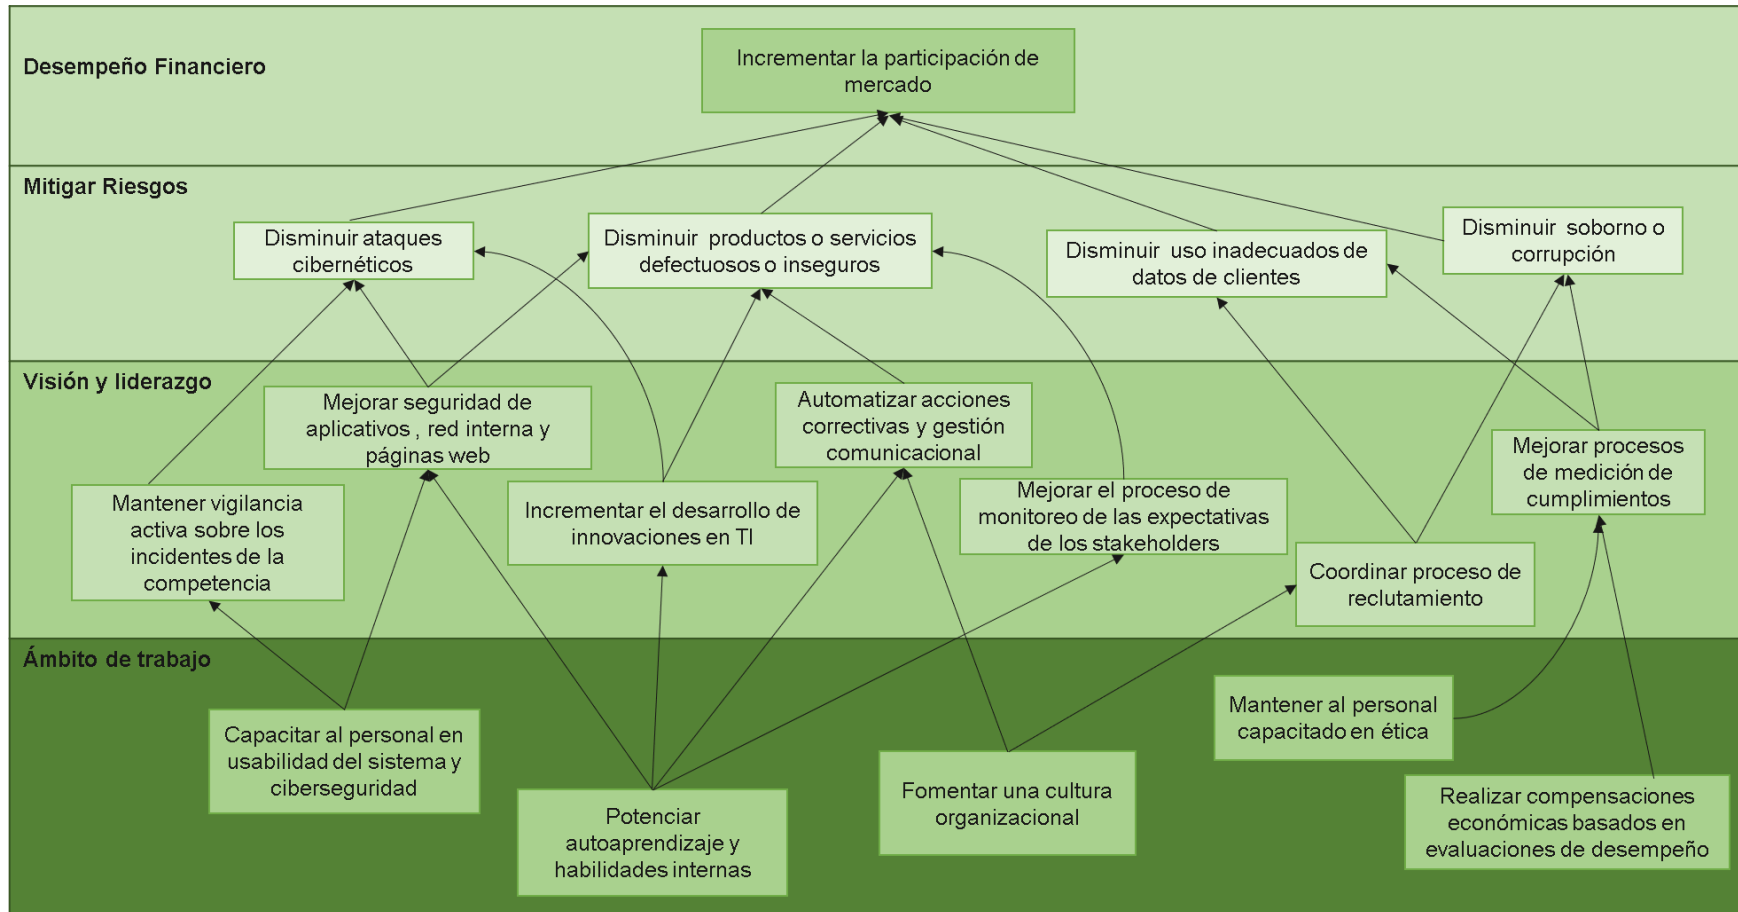 Desempeño Financiero
Incrementar la participación de
mercado
Mitigar Riesgos
Disminuir ataques
cibernéticos
Disminuir productos o servicios
defectuosos o inseguros
Disminuir uso inadecuados de
datos de clientes
Disminuir soborno o
corrupción
Visión y liderazgo
Mejorar seguridad de
aplicativos , red interna y
páginas web
Automatizar acciones
correctivas y gestión
comunicacional
Mejorar procesos
de medición de
cumplimientos
Mantener vigilancia
activa sobre los
incidentes de la
competencia
Incrementar el desarrollo de
innovaciones en TI
Mejorar el proceso de
monitoreo de las expectativas
de los stakeholders
Coordinar proceso de
reclutamiento
Ámbito de trabajo
Capacitar al personal en
usabilidad del sistema y
ciberseguridad
Potenciar
autoaprendizaje y
habilidades internas
Fomentar una cultura
organizacional
Mantener al personal
capacitado en ética
Realizar compensaciones
económicas basados en
evaluaciones de desempeño